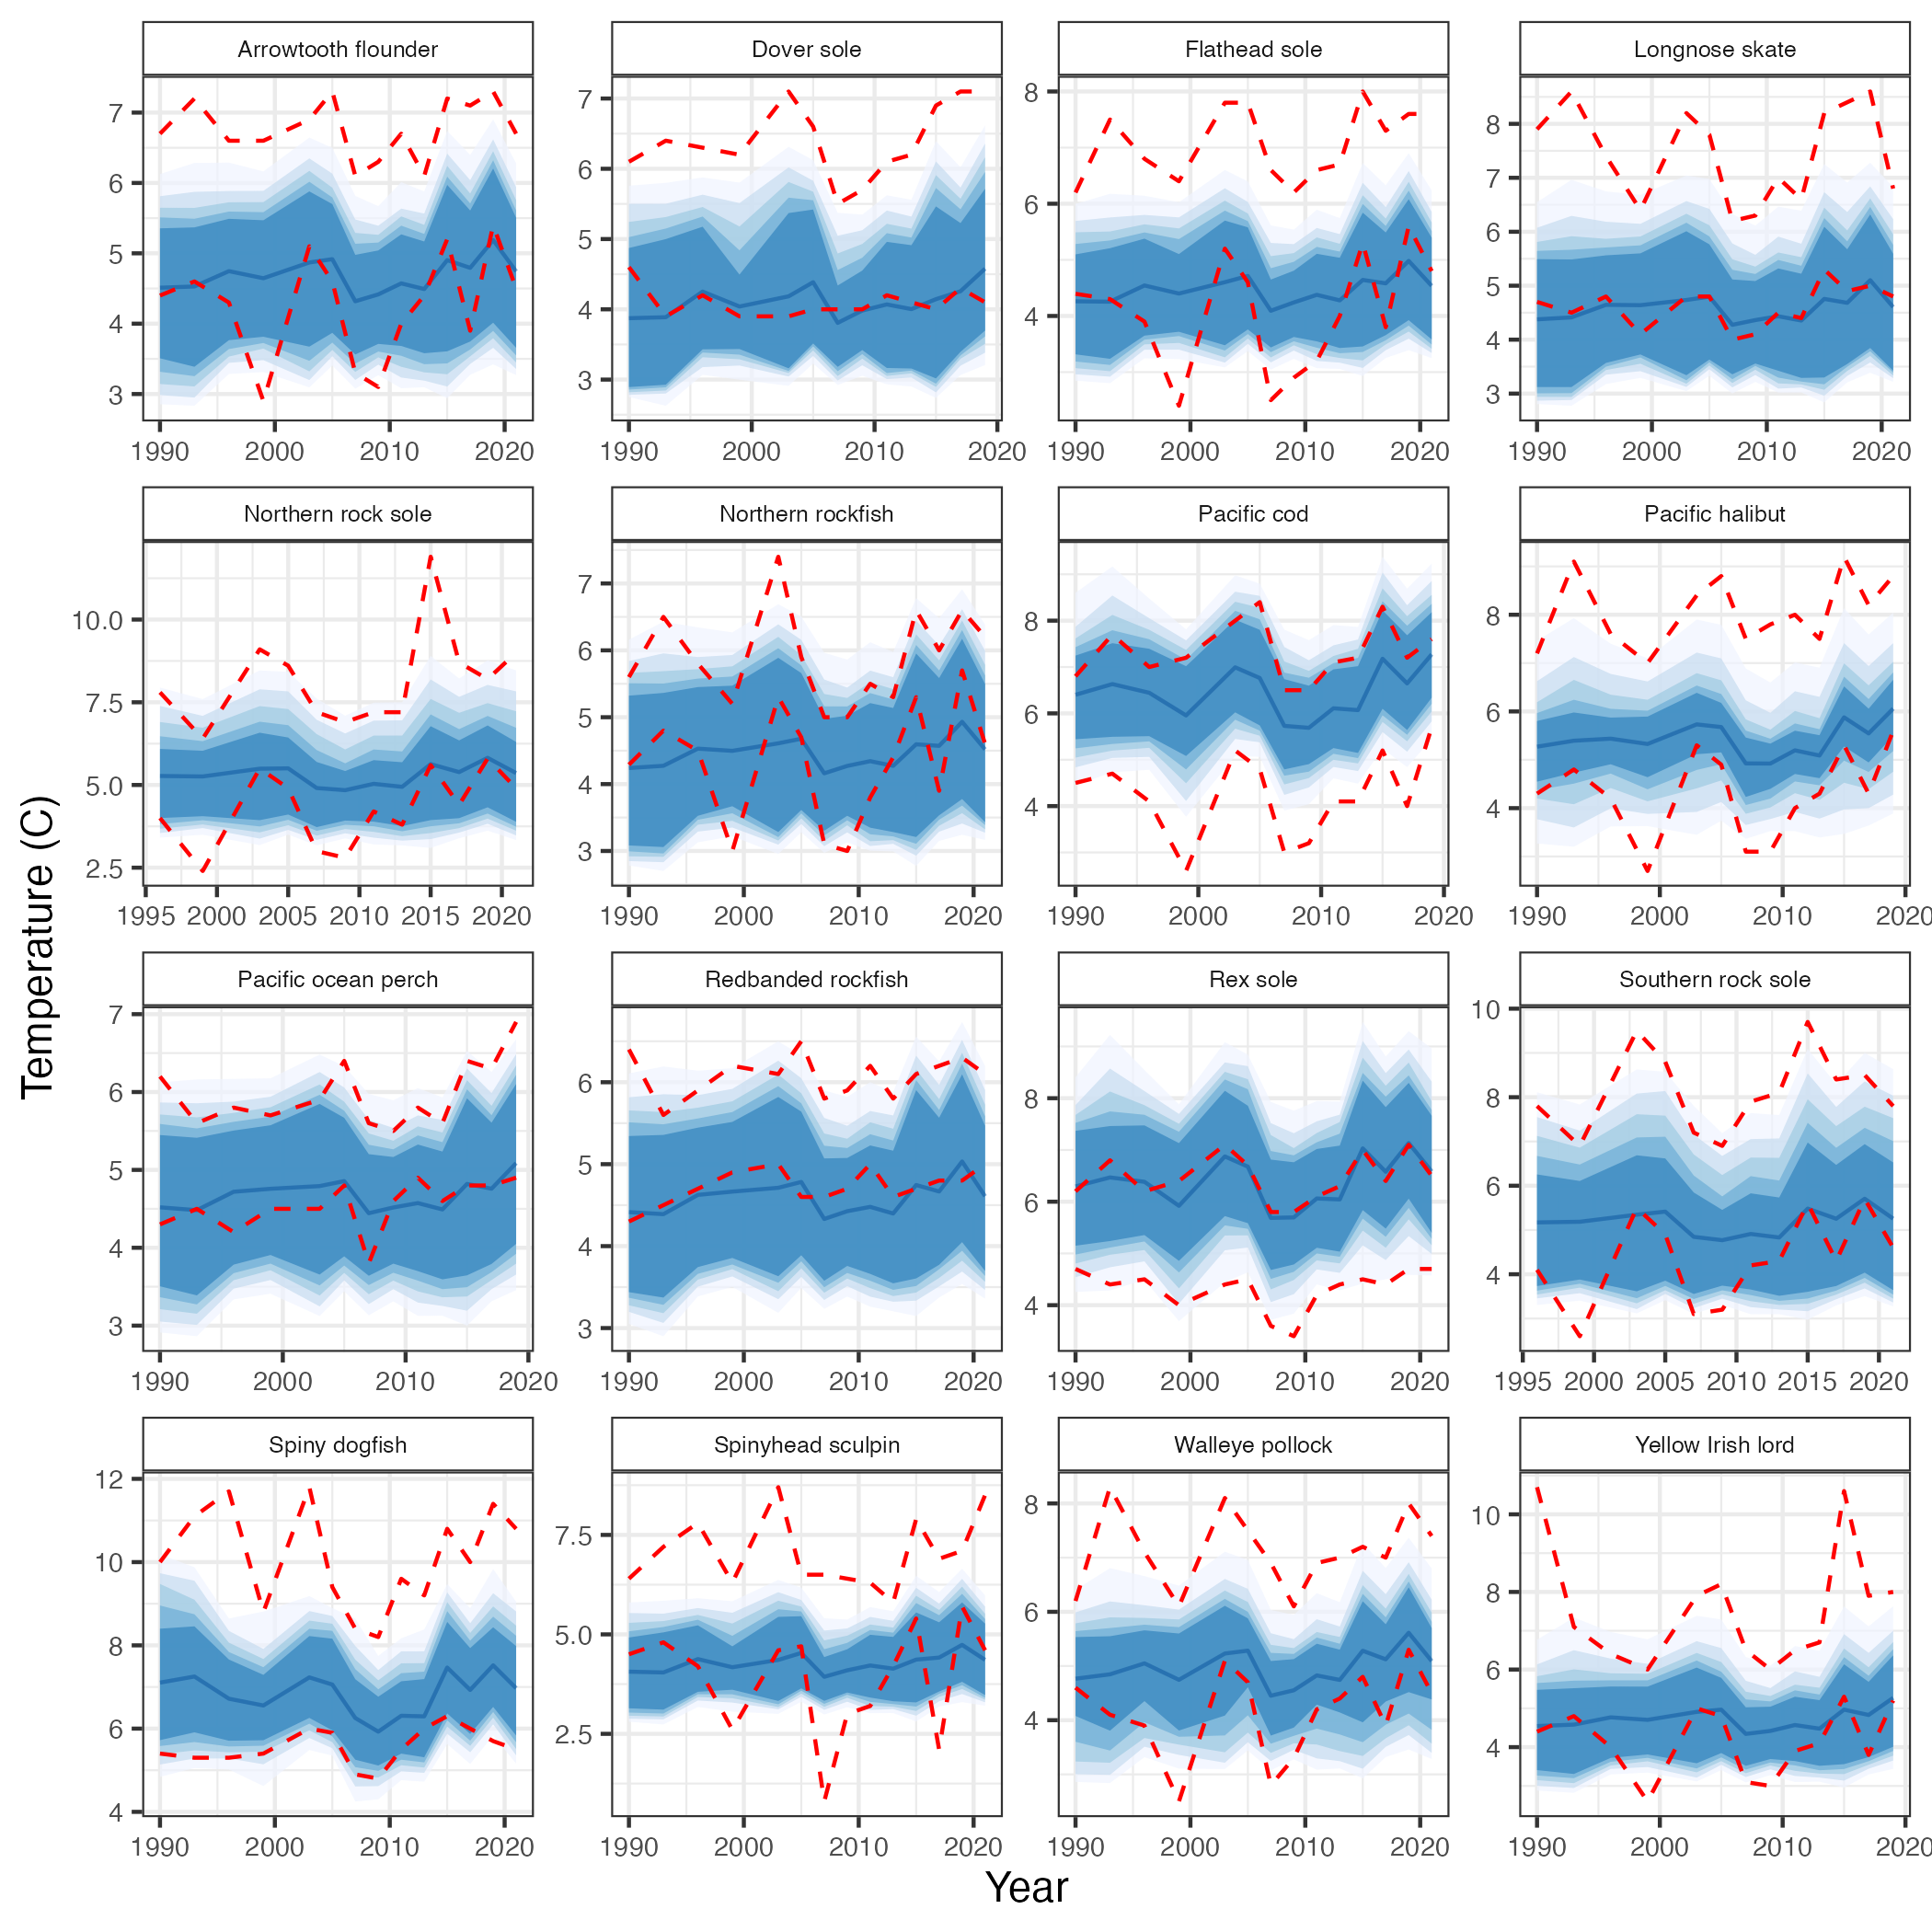 Arrowtooth flounder Dover sole Flathead sole Longnose skate
7 7 8 8
6 6 6 7
5 5 4 6
4 4 5
3 3 4
3
1990 2000 2010 2020 1990 2000 2010 2020 1990 2000 2010 2020 1990 2000 2010 2020
Northern rock sole Northern rockfish Pacific cod Pacific halibut
10.0 7 8 8
7.5 6 6 6
5.0 5 4 4
2.5 4
3
1995 2000 2005 2010 2015 2020 1990 2000 2010 2020 1990 2000 2010 2020 1990 2000 2010 2020
Temperature (C)
Pacific ocean perch Redbanded rockfish Rex sole Southern rock sole
7 6 8 10
6 5 6 8
5 4 4 6
4 3 4
3
1990 2000 2010 2020 1990 2000 2010 2020 1990 2000 2010 2020 1995 2000 2005 2010 2015 2020
Spiny dogfish Spinyhead sculpin Walleye pollock Yellow Irish lord
12 7.5 8 10
10 5.0 6 8
8 2.5 4 6
6 4
4
1990 2000 2010 2020 1990 2000 2010 2020 1990 2000 2010 2020 1990 2000 2010 2020
Year